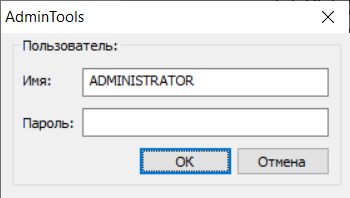 AdminTools
Пользователь:
Имя: ADMINISTRATOR
Пароль:
OK Отмена